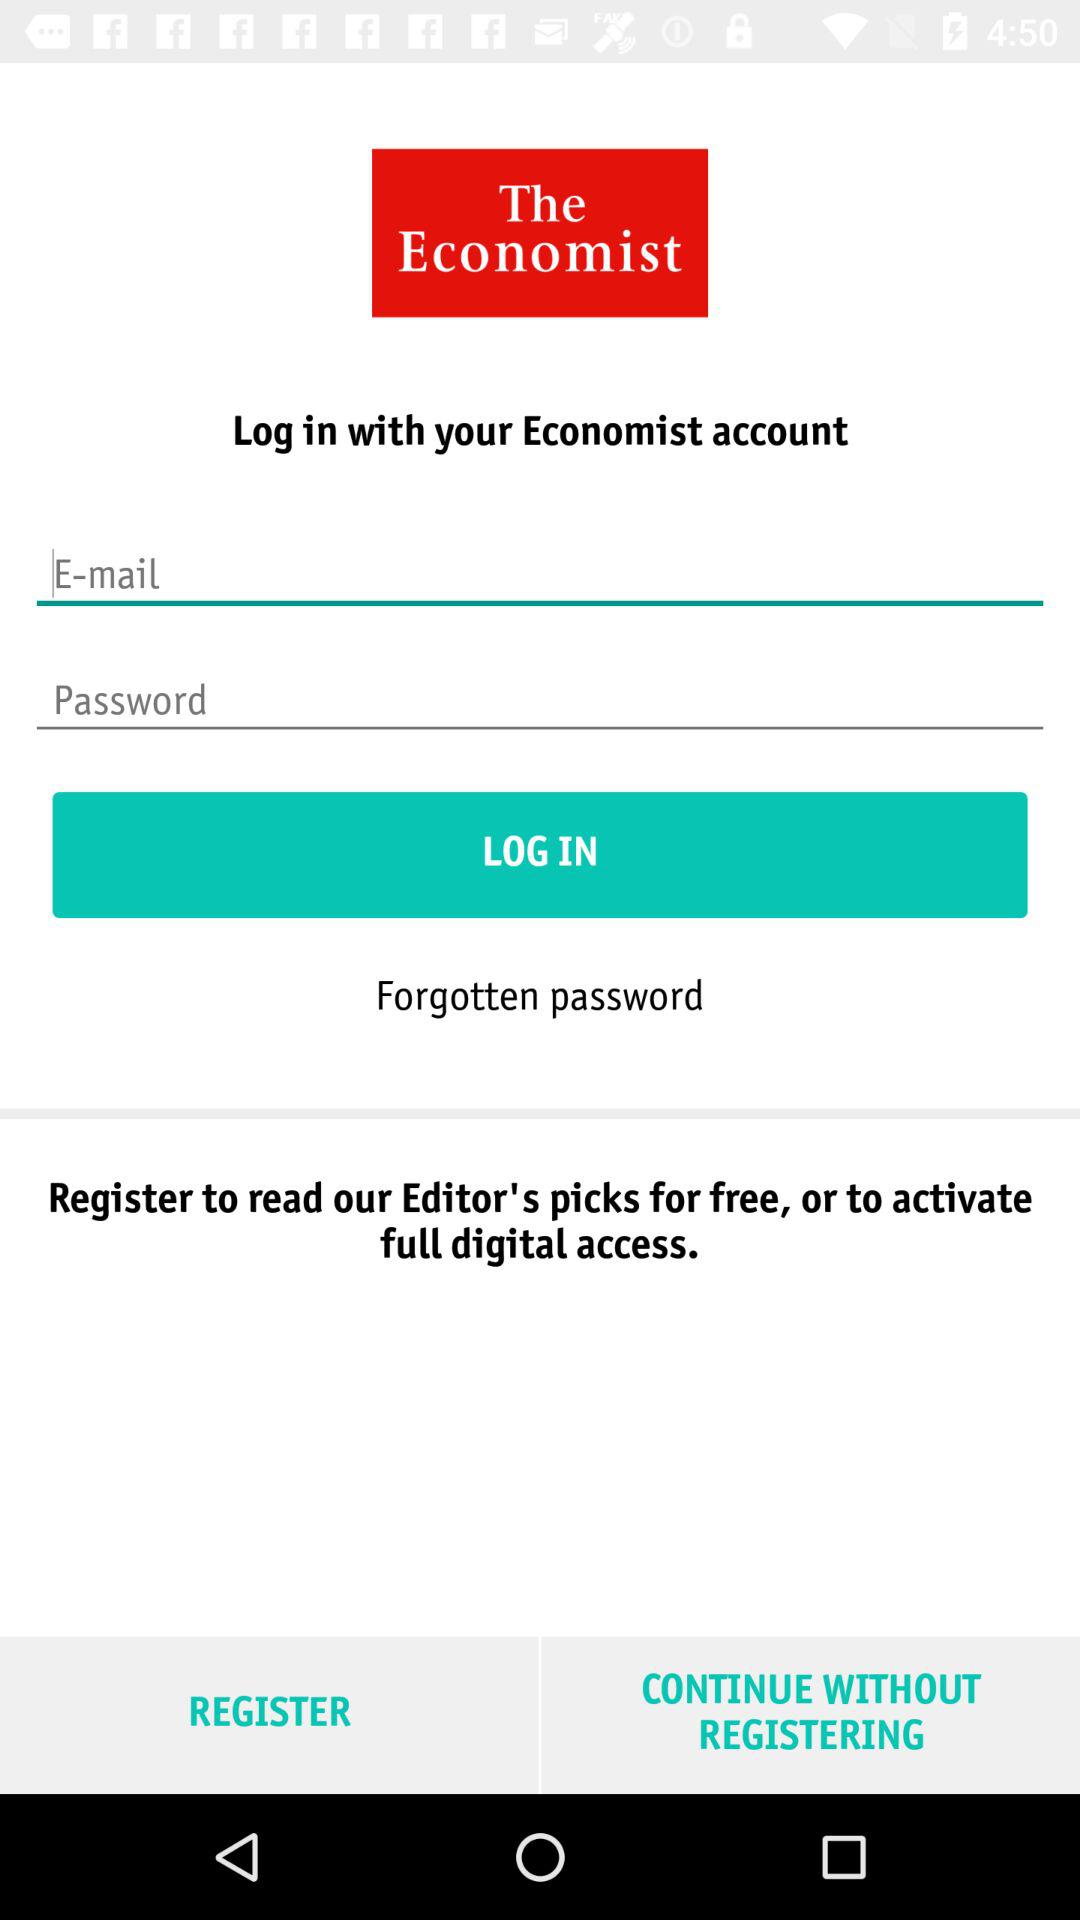 FAKE
4:50
The
Economist
Log in with your Economist account
E-mail
Password
LOG IN
Forgotten password
Register to read our Editor's picks for free, or to activate
full digital access.
REGISTER
CONTINUE WITHOUT
REGISTERING